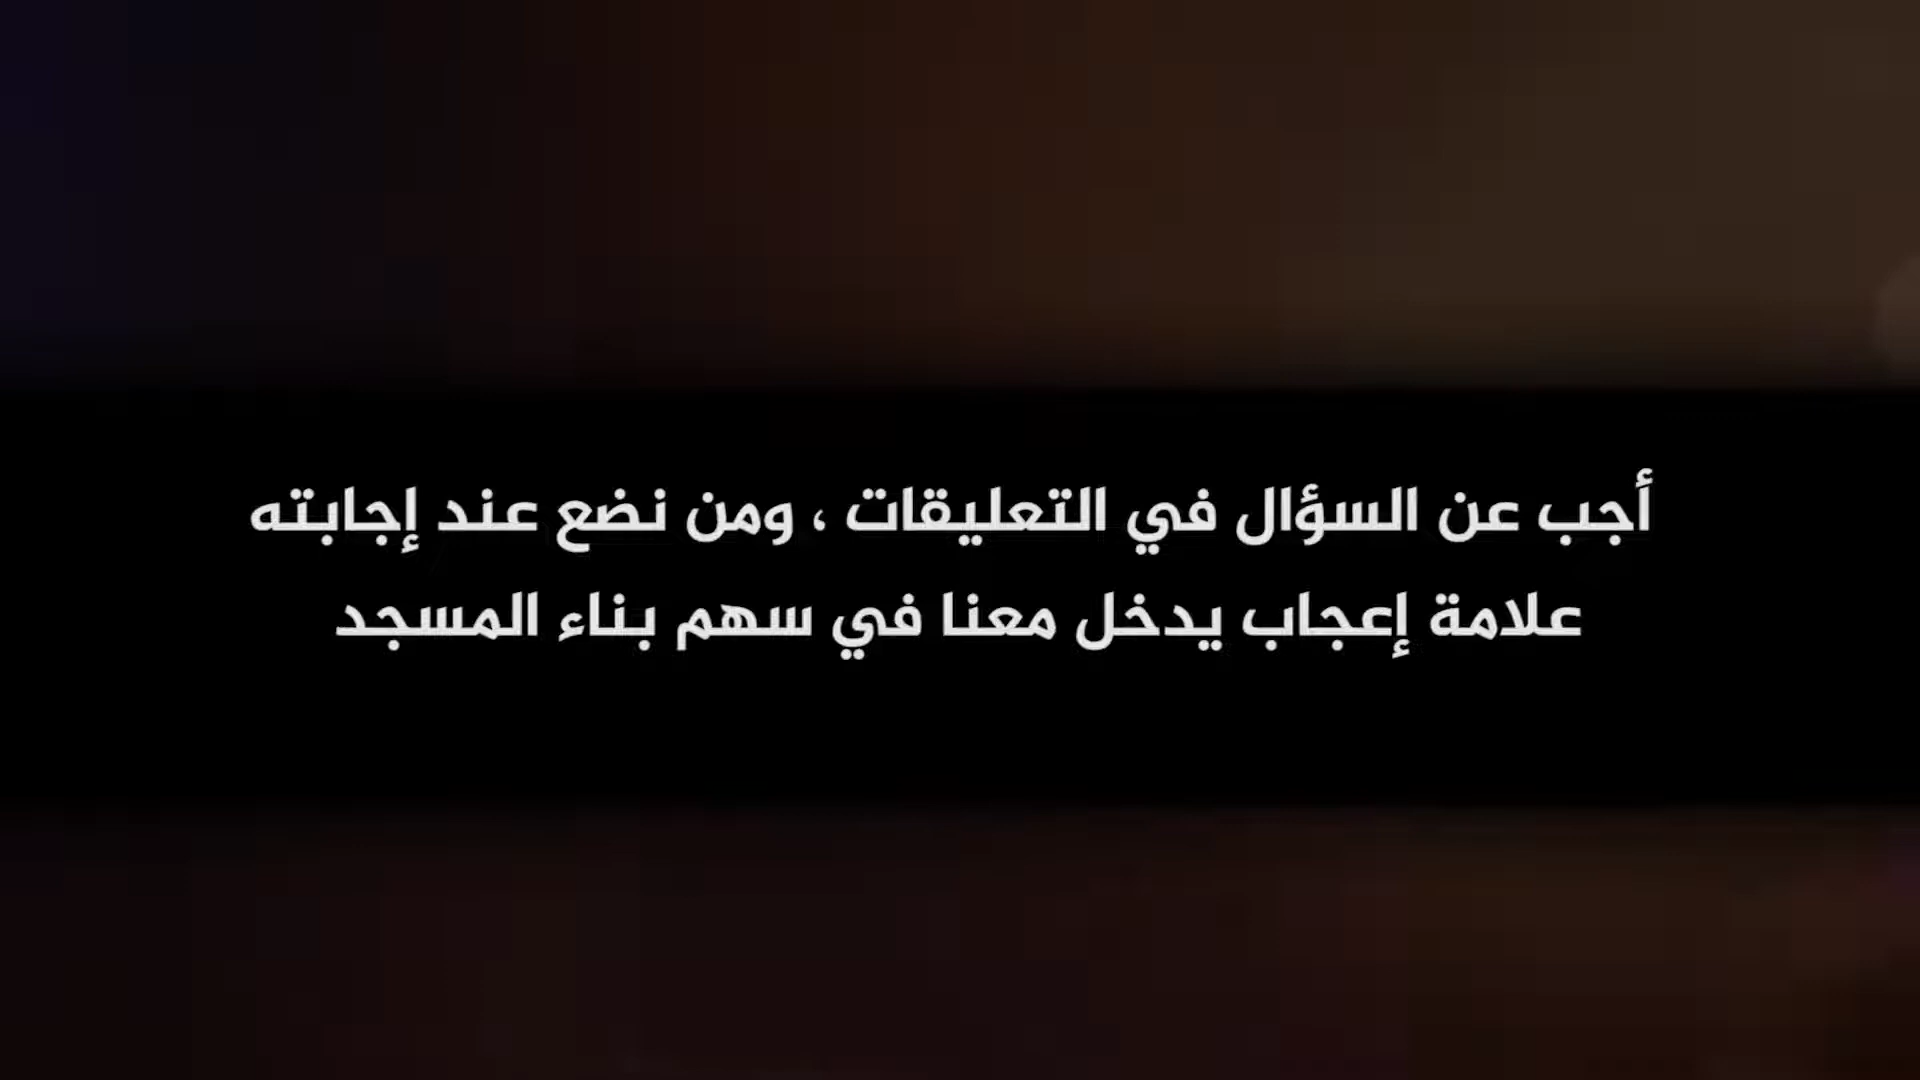 أجب عن السؤال في التعليقات ، ومن نضع عند إجابته
علامة إعجاب يدخل معنا في سهم بناء المسجد